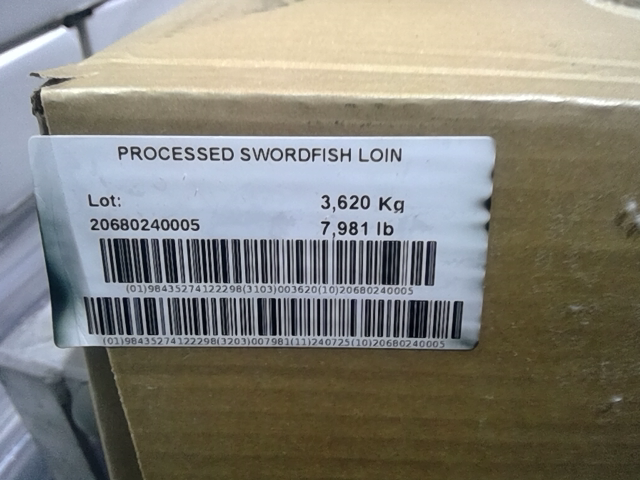 PROCESSED SWORDFISH LOIN
Lot: 3,620 Kg
20680240005 7,981 lb
(01)98435274122298(3103)003620(10)20680240005
(01)98435274122298(3203)007981(11)240725(10)20680240005